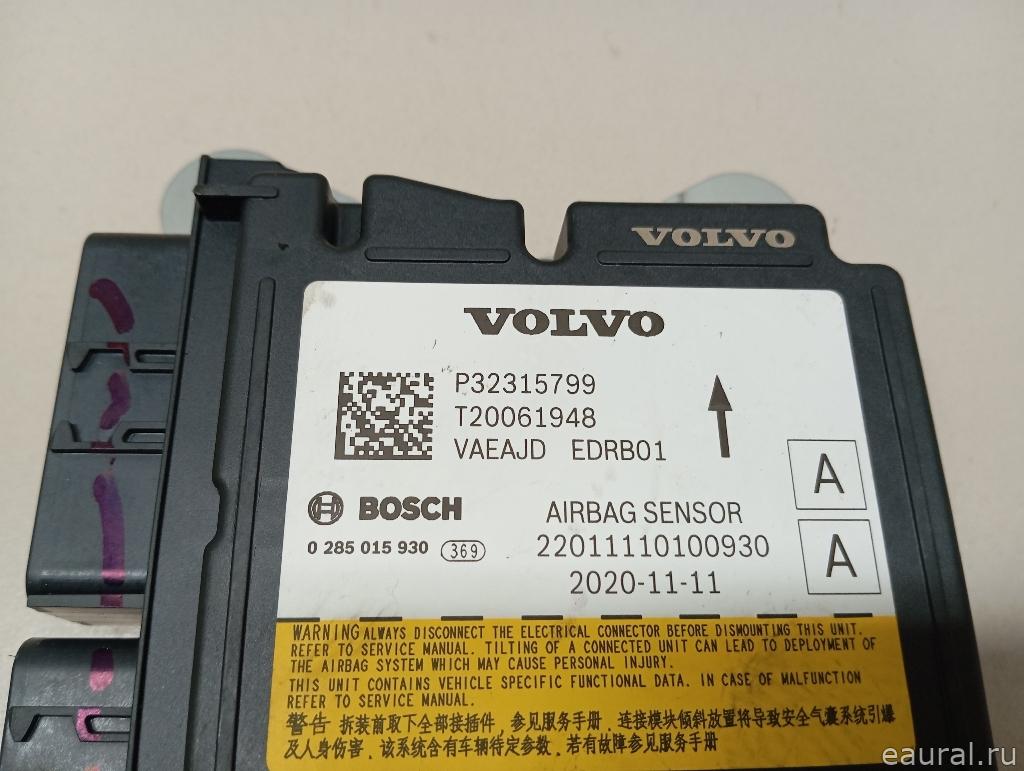 VOLVO
VOLVO
P32315799
T20061948
VAEAJD EDRB01
A
BOSCH
AIRBAG SENSOR
0 285 015 930 369
22011110100930
A
2020-11-11
WARNING ALWAYS DISCONNECT THE ELECTRICAL CONNECTOR BEFORE DISMOUNTING THIS UNIT.
REFER TO SERVICE MANUAL. TILTING OF A CONNECTED UNIT CAN LEAD TO DEPLOYMENT OF
THE AIRBAG SYSTEM WHICH MAY CAUSE PERSONAL INJURY.
THIS UNIT CONTAINS VEHICLE SPECIFIC FUNCTIONAL DATA. IN CASE OF MALFUNCTION
REFER TO SERVICE MANUAL.
警告 拆装前取下全部接插件，参见服务手册，连接模块倾斜放置将导致安全气囊系统引爆
及人身伤害，该系统含有车辆特定参数，若有故障参见服务手册
eaural.ru